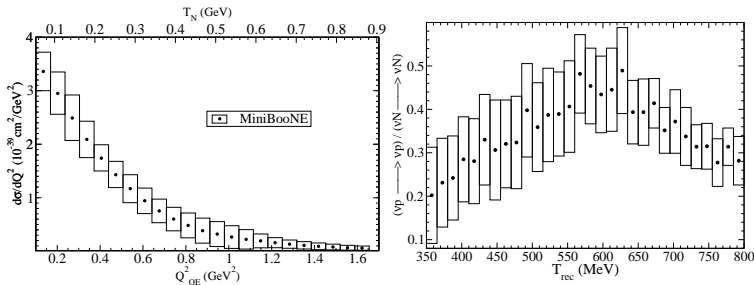 T_N (GeV)
0.1 0.2 0.3 0.4 0.5 0.6 0.7 0.8 0.9
4
3
2
1
dσ/dQ² (10⁻³⁹ cm²/GeV²)
MiniBooNE
0.2 0.4 0.6 0.8 1 1.2 1.4 1.6
Q²_QE (GeV²)
0.5
0.4
0.3
0.2
0.1
(νp ---> νp) / (νN ---> νN)
350 400 450 500 550 600 650 700 750 800
T_rec (MeV)